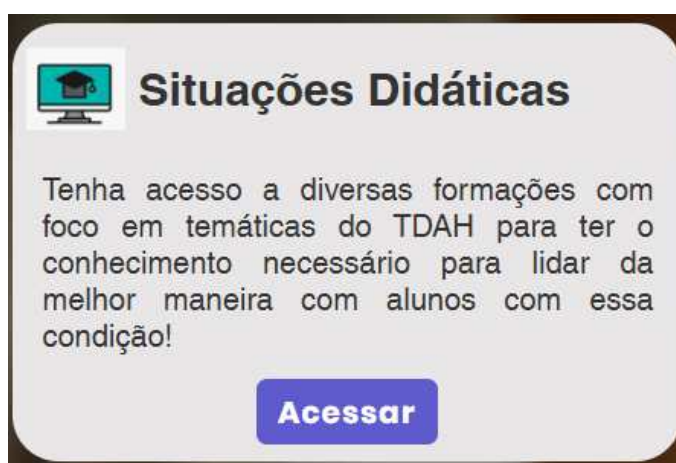 Situações Didáticas
Tenha acesso a diversas formações com
foco em temáticas do TDAH para ter o
conhecimento necessário para lidar da
melhor maneira com alunos com essa
condição!
Acessar